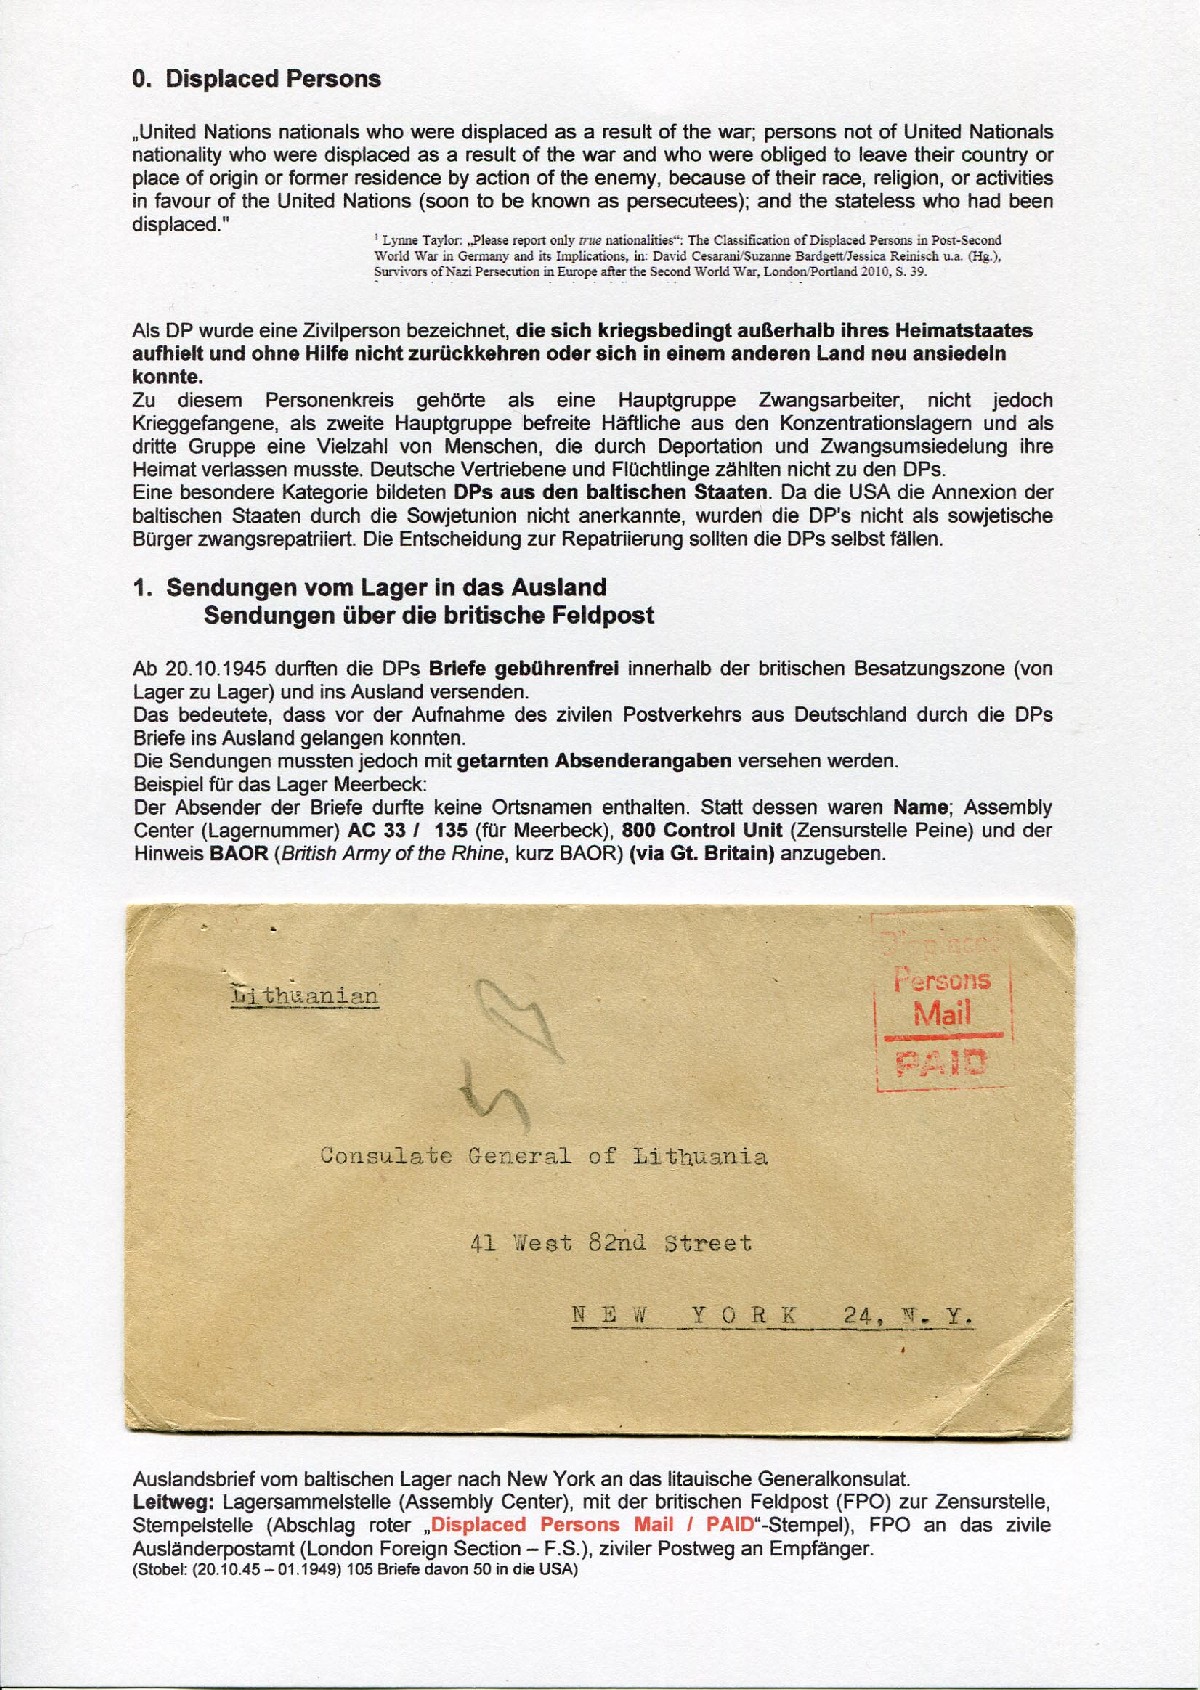 0. Displaced Persons
„United Nations nationals who were displaced as a result of the war; persons not of United Nationals
nationality who were displaced as a result of the war and who were obliged to leave their country or
place of origin or former residence by action of the enemy, because of their race, religion, or activities
in favour of the United Nations (soon to be known as persecutees); and the stateless who had been
displaced."
¹ Lynne Taylor: „Please report only true nationalities“: The Classification of Displaced Persons in Post-Second
World War in Germany and its Implications, in: David Cesarani/Suzanne Bardgett/Jessica Reinisch u.a. (Hg.),
Survivors of Nazi Persecution in Europe after the Second World War, London/Portland 2010, S. 39.
Als DP wurde eine Zivilperson bezeichnet, die sich kriegsbedingt außerhalb ihres Heimatstaates
aufhielt und ohne Hilfe nicht zurückkehren oder sich in einem anderen Land neu ansiedeln
konnte.
Zu diesem Personenkreis gehörte als eine Hauptgruppe Zwangsarbeiter, nicht jedoch
Krieggefangene, als zweite Hauptgruppe befreite Häftliche aus den Konzentrationslagern und als
dritte Gruppe eine Vielzahl von Menschen, die durch Deportation und Zwangsumsiedelung ihre
Heimat verlassen musste. Deutsche Vertriebene und Flüchtlinge zählten nicht zu den DPs.
Eine besondere Kategorie bildeten DPs aus den baltischen Staaten. Da die USA die Annexion der
baltischen Staaten durch die Sowjetunion nicht anerkannte, wurden die DP's nicht als sowjetische
Bürger zwangsrepatriiert. Die Entscheidung zur Repatriierung sollten die DPs selbst fällen.
1. Sendungen vom Lager in das Ausland
Sendungen über die britische Feldpost
Ab 20.10.1945 durften die DPs Briefe gebührenfrei innerhalb der britischen Besatzungszone (von
Lager zu Lager) und ins Ausland versenden.
Das bedeutete, dass vor der Aufnahme des zivilen Postverkehrs aus Deutschland durch die DPs
Briefe ins Ausland gelangen konnten.
Die Sendungen mussten jedoch mit getarnten Absenderangaben versehen werden.
Beispiel für das Lager Meerbeck:
Der Absender der Briefe durfte keine Ortsnamen enthalten. Statt dessen waren Name; Assembly
Center (Lagernummer) AC 33 / 135 (für Meerbeck), 800 Control Unit (Zensurstelle Peine) und der
Hinweis BAOR (British Army of the Rhine, kurz BAOR) (via Gt. Britain) anzugeben.
Displaced
Persons
Mail
PAID
Lithuanian
Consulate General of Lithuania
41 West 82nd Street
NEW YORK 24, N.Y.
Auslandsbrief vom baltischen Lager nach New York an das litauische Generalkonsulat.
Leitweg: Lagersammelstelle (Assembly Center), mit der britischen Feldpost (FPO) zur Zensurstelle,
Stempelstelle (Abschlag roter „Displaced Persons Mail / PAID“-Stempel), FPO an das zivile
Ausländerpostamt (London Foreign Section – F.S.), ziviler Postweg an Empfänger.
(Stobel: (20.10.45 – 01.1949) 105 Briefe davon 50 in die USA)